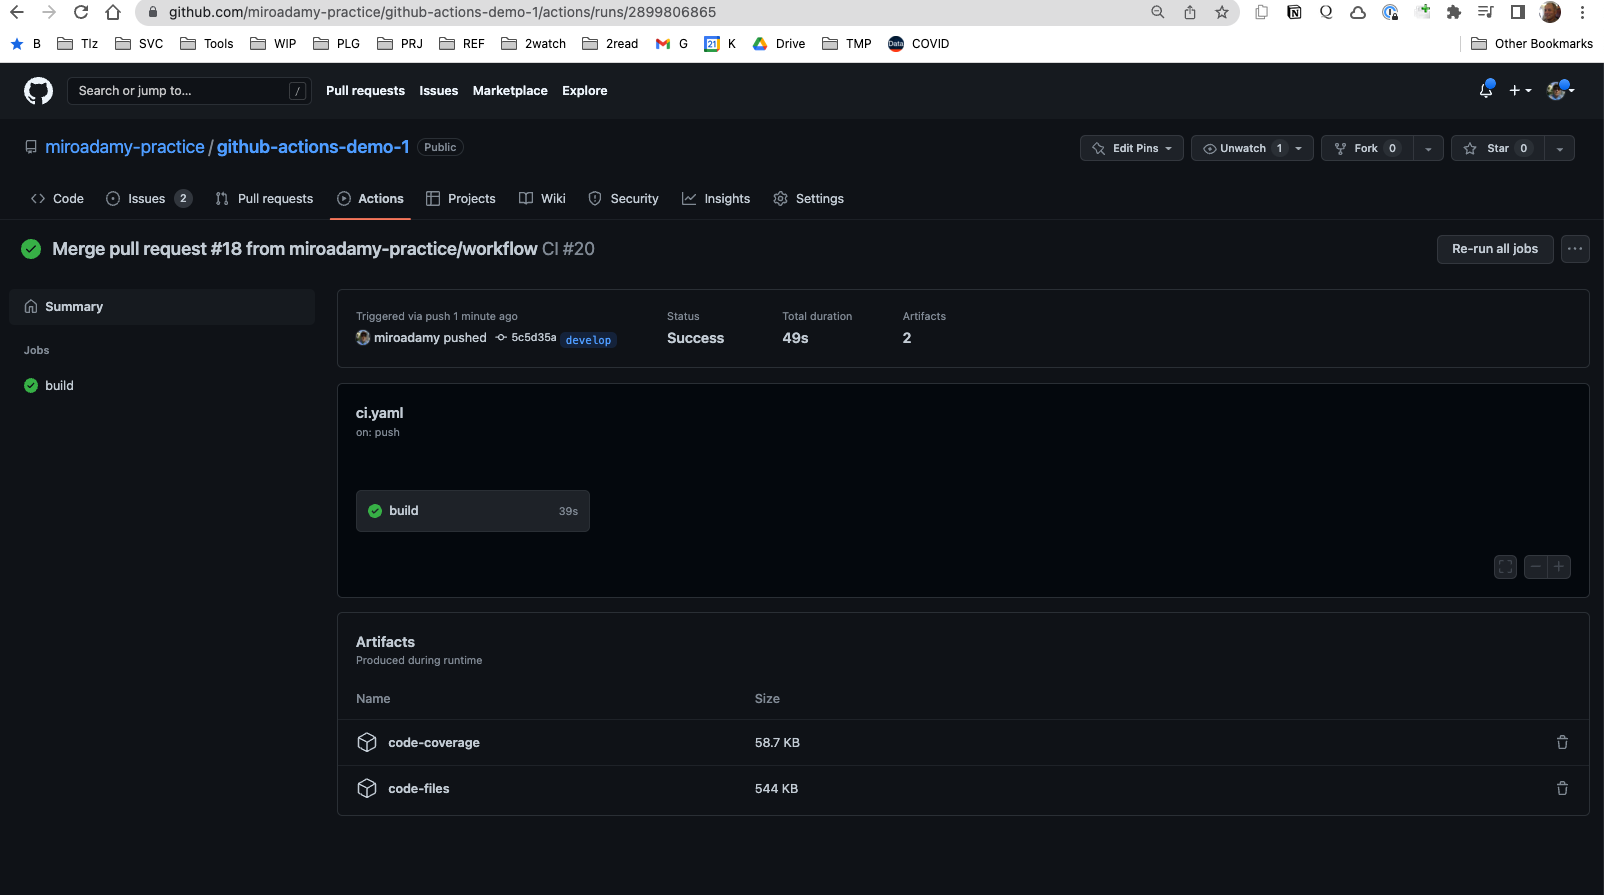 github.com/miroadamy-practice/github-actions-demo-1/actions/runs/2899806865
B Tlz SVC Tools WIP PLG PRJ REF 2watch 2read G 21 K Drive TMP Data COVID Other Bookmarks
Search or jump to... / Pull requests Issues Marketplace Explore
miroadamy-practice / github-actions-demo-1 Public Edit Pins Unwatch 1 Fork 0 Star 0
Code Issues 2 Pull requests Actions Projects Wiki Security Insights Settings
Merge pull request #18 from miroadamy-practice/workflow CI #20 Re-run all jobs
Summary
Jobs
build
Triggered via push 1 minute ago Status Total duration Artifacts
miroadamy pushed 5c5d35a develop Success 49s 2
ci.yaml
on: push
build 39s
Artifacts
Produced during runtime
Name Size
code-coverage 58.7 KB
code-files 544 KB